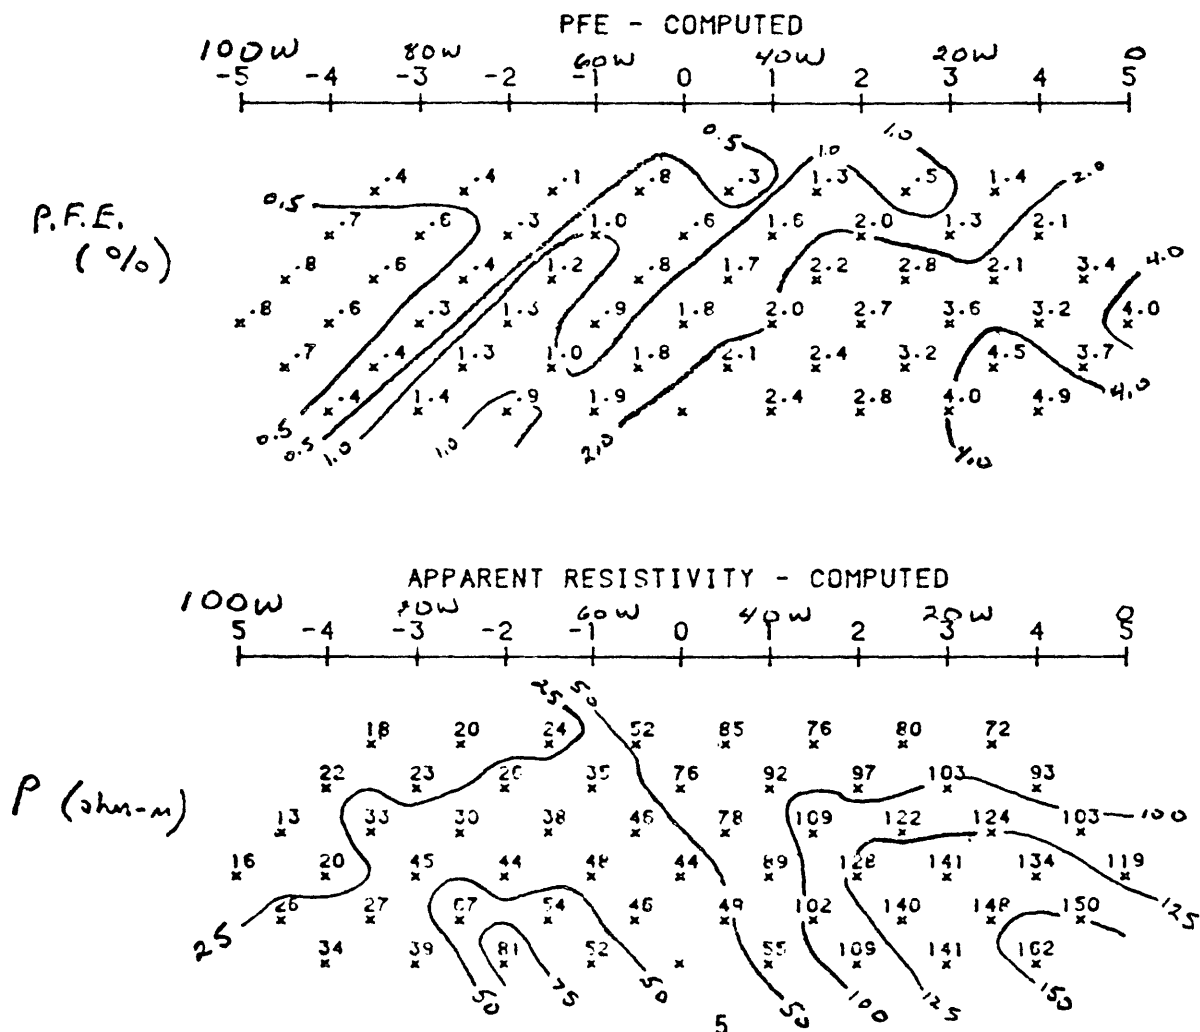 PFE - COMPUTED
100W 80W 60W 40W 20W 0
-5 -4 -3 -2 -1 0 1 2 3 4 5
0.5 1.0 1.0 2.0
.4 .4 .1 .8 .3 1.3 .5 1.4
0.5
P.F.E. .7 .6 .3 1.0 .6 1.6 2.0 1.3 2.1
(%)
.8 .6 .4 1.2 .8 1.7 2.2 2.8 2.1 3.4 4.0
.8 .6 .3 1.3 .9 1.8 2.0 2.7 3.6 3.2 4.0
.7 .4 1.3 1.0 1.8 2.1 2.4 3.2 4.5 3.7
.4 1.4 .9 1.9 2.4 2.8 4.0 4.9 4.0
0.5 0.5 1.0 1.0 2.0 4.0
APPARENT RESISTIVITY - COMPUTED
100W 60W 40W 20W 0
5 -4 -3 -2 -1 0 1 2 3 4 5
25 50
18 20 24 52 85 76 80 72
22 23 26 35 76 92 97 103 93
P (ohm-m) 13 33 30 38 46 78 109 122 124 103 100
16 20 45 44 48 44 89 128 141 134 119
26 27 67 54 46 49 102 140 148 150 125
25
34 39 81 52 55 109 141 162
50 75 50 50 100 125 150
5